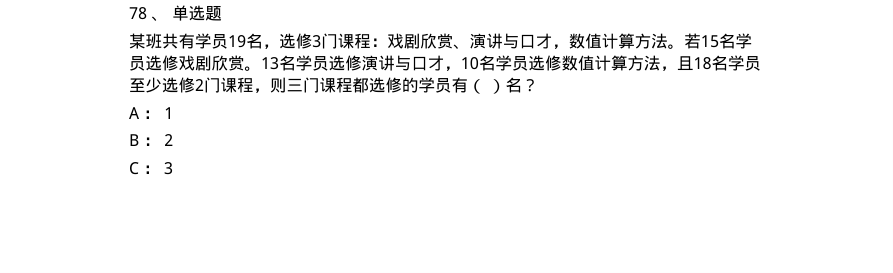 78 、 单选题
某班共有学员19名，选修3门课程：戏剧欣赏、演讲与口才，数值计算方法。若15名学
员选修戏剧欣赏。13名学员选修演讲与口才，10名学员选修数值计算方法，且18名学员
至少选修2门课程，则三门课程都选修的学员有（ ）名？
A： 1
B： 2
C： 3